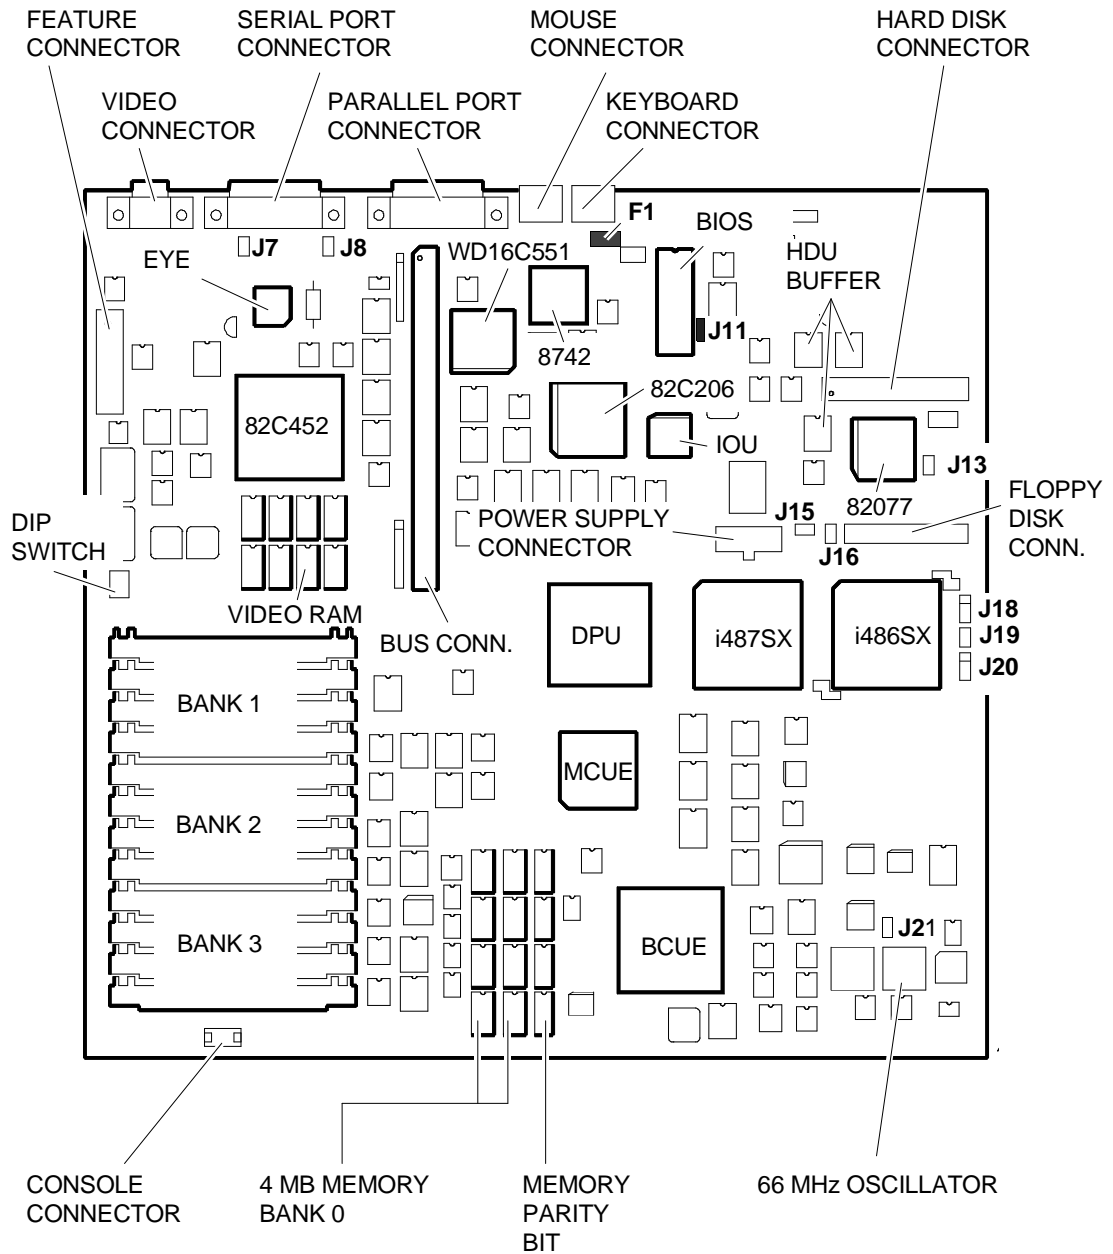 FEATURE
CONNECTOR
SERIAL PORT
CONNECTOR
MOUSE
CONNECTOR
HARD DISK
CONNECTOR
VIDEO
CONNECTOR
PARALLEL PORT
CONNECTOR
KEYBOARD
CONNECTOR
F1
BIOS
J7
J8
EYE
WD16C551
HDU
BUFFER
J11
8742
82C206
82C452
IOU
J13
82077
DIP
SWITCH
POWER SUPPLY
CONNECTOR
J15
J16
FLOPPY
DISK
CONN.
VIDEO RAM
BUS CONN.
DPU
i487SX
i486SX
J18
J19
J20
BANK 1
MCUE
BANK 2
BANK 3
BCUE
J21
CONSOLE
CONNECTOR
4 MB MEMORY
BANK 0
MEMORY
PARITY
BIT
66 MHz OSCILLATOR